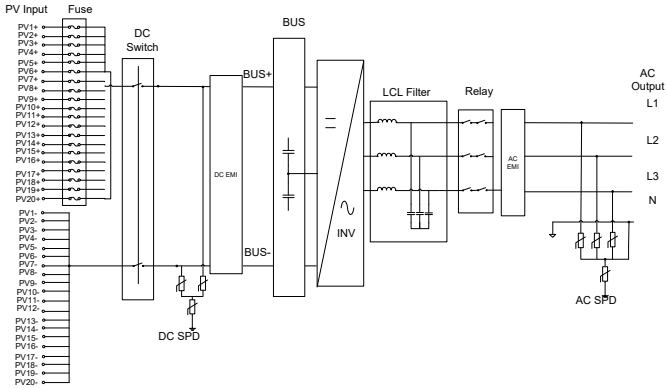 PV Input
Fuse
PV1+
PV2+
PV3+
PV4+
PV5+
PV6+
PV7+
PV8+
PV9+
PV10+
PV11+
PV12+
PV13+
PV14+
PV15+
PV16+
PV17+
PV18+
PV19+
PV20+
PV1-
PV2-
PV3-
PV4-
PV5-
PV6-
PV7-
PV8-
PV9-
PV10-
PV11-
PV12-
PV13-
PV14-
PV15-
PV16-
PV17-
PV18-
PV19-
PV20-
DC
Switch
DC SPD
DC EMI
BUS
BUS+
BUS-
INV
LCL Filter
Relay
AC
EMI
AC
Output
L1
L2
L3
N
AC SPD